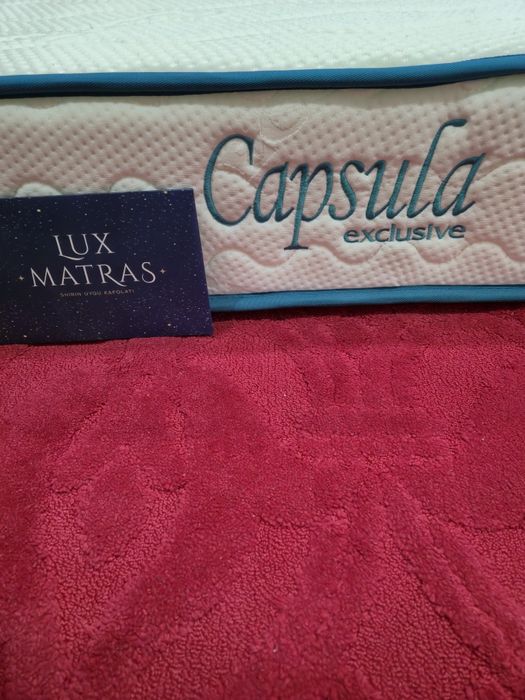 Capsula
exclusive
LUX
MATRAS
SHIRIN UYQU KAFOLATI